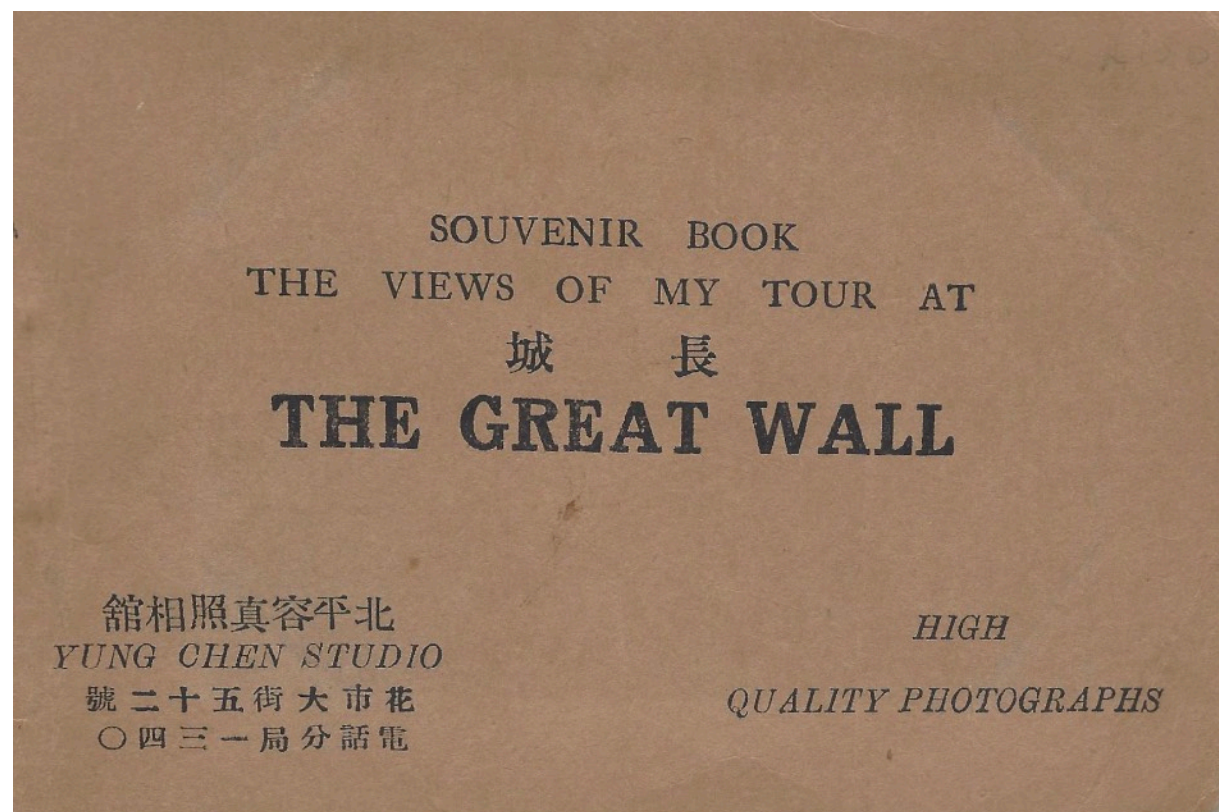 SOUVENIR BOOK
THE VIEWS OF MY TOUR AT
長城
THE GREAT WALL
北平容真照相舘
YUNG CHEN STUDIO
花市大街五十二號
電話分局一三四〇
HIGH
QUALITY PHOTOGRAPHS